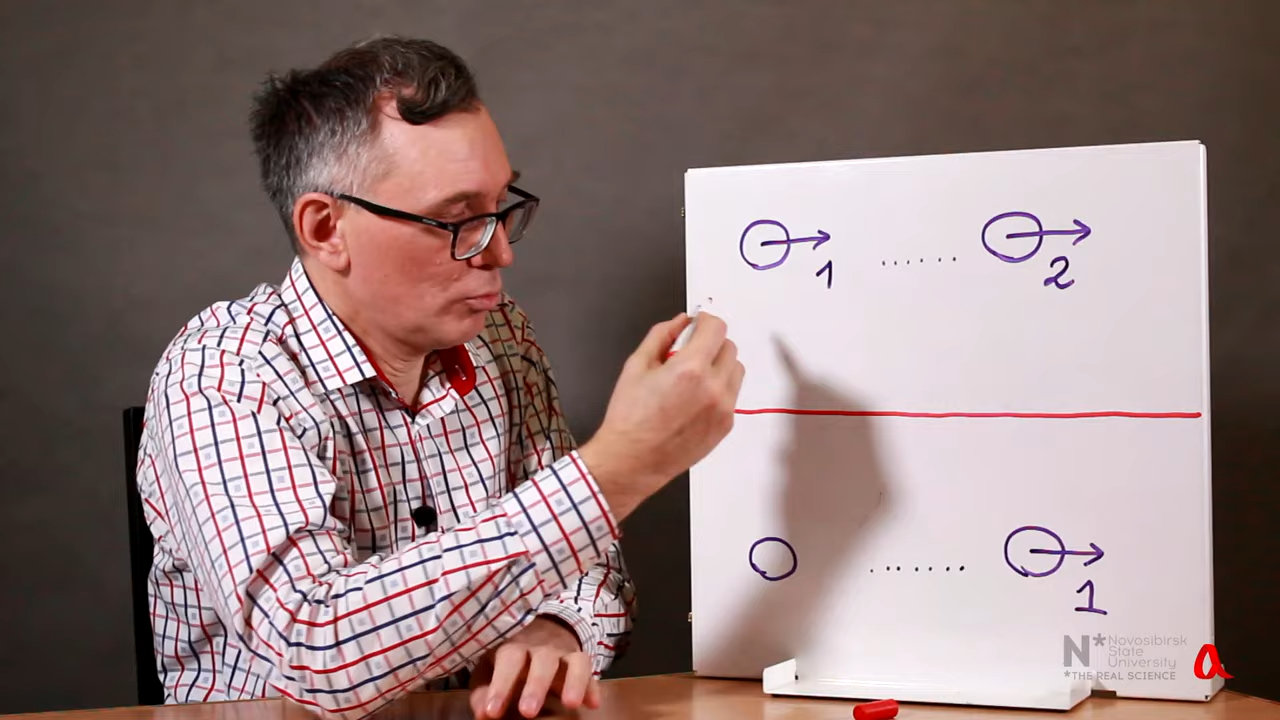 1 ...... 2
....... 1
N* Novosibirsk
State
University
*THE REAL SCIENCE